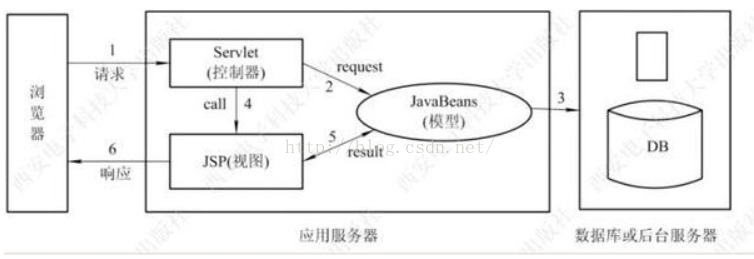 浏览器
1
请求
Servlet
(控制器)
request
2
call
4
JavaBeans
(模型)
3
DB
5
result
JSP(视图)
6
响应
http://blog.csdn.net/
应用服务器
数据库或后台服务器